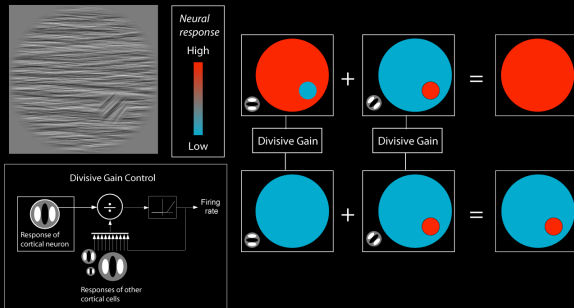 Neural
response
High
Low
+
=
Divisive Gain
Divisive Gain
+
=
Divisive Gain Control
÷
Firing
rate
Response of
cortical neuron
Responses of other
cortical cells